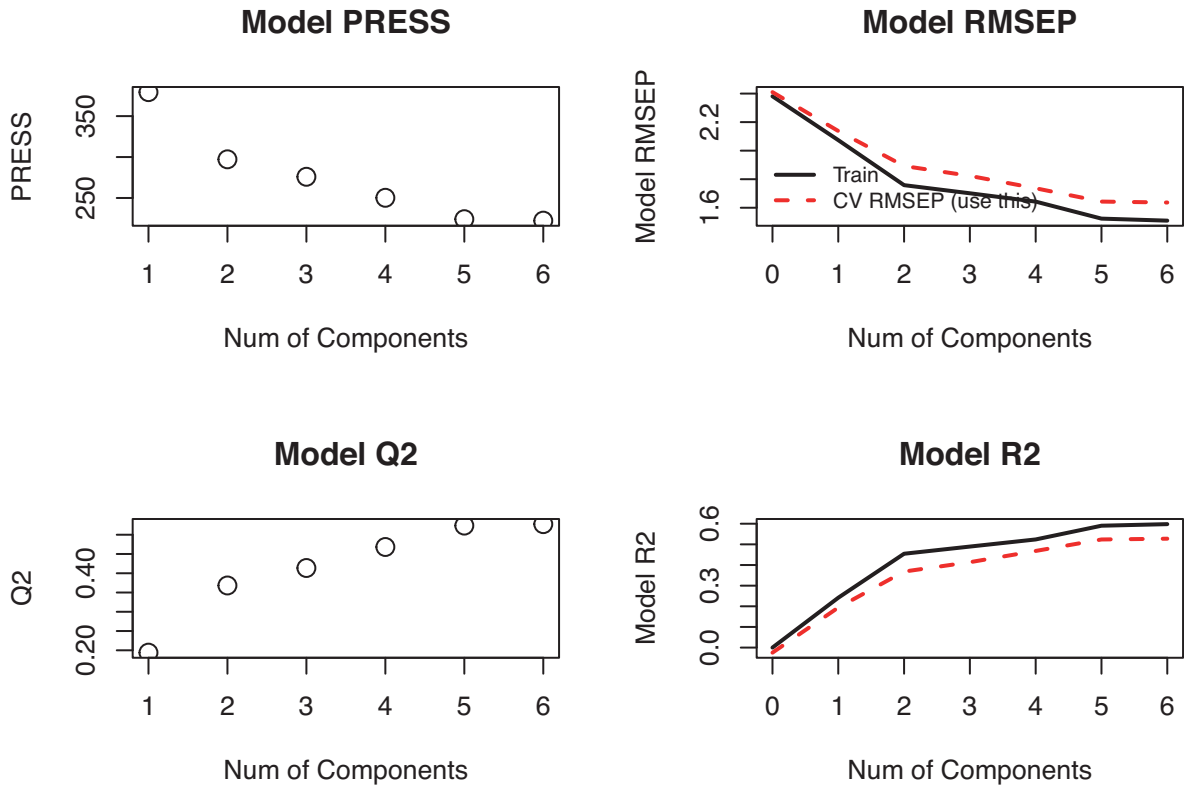 Model PRESS
PRESS
350
250
1 2 3 4 5 6
Num of Components
Model RMSEP
Model RMSEP
2.2
1.6
Train
CV RMSEP (use this)
0 1 2 3 4 5 6
Num of Components
Model Q2
Q2
0.40
0.20
1 2 3 4 5 6
Num of Components
Model R2
Model R2
0.6
0.3
0.0
0 1 2 3 4 5 6
Num of Components